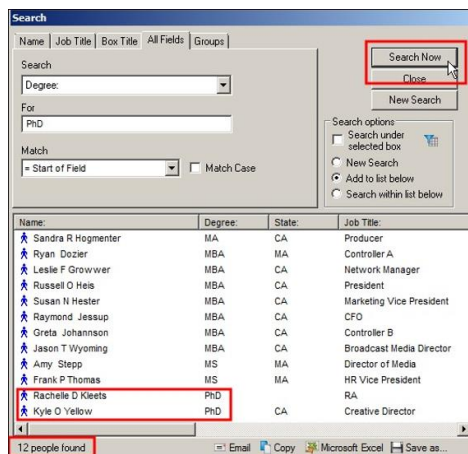 Search
Name Job Title Box Title All Fields Groups
Search
Degree:
For
PhD
Match
= Start of Field Match Case
Search Now
Close
New Search
Search options
Search under
selected box
New Search
Add to list below
Search within list below
Name: Degree: State: Job Title:
Sandra R Hogmenter MA CA Producer
Ryan Dozier MBA MA Controller A
Leslie F Growwer MBA CA Network Manager
Russell O Heis MBA CA President
Susan N Hester MBA CA Marketing Vice President
Raymond Jessup MBA CA CFO
Greta Johannson MBA CA Controller B
Jason T Wyoming MBA CA Broadcast Media Director
Amy Stepp MS MA Director of Media
Frank P Thomas MS MA HR Vice President
Rachelle D Kleets PhD RA
Kyle O Yellow PhD CA Creative Director
12 people found Email Copy Microsoft Excel Save as...